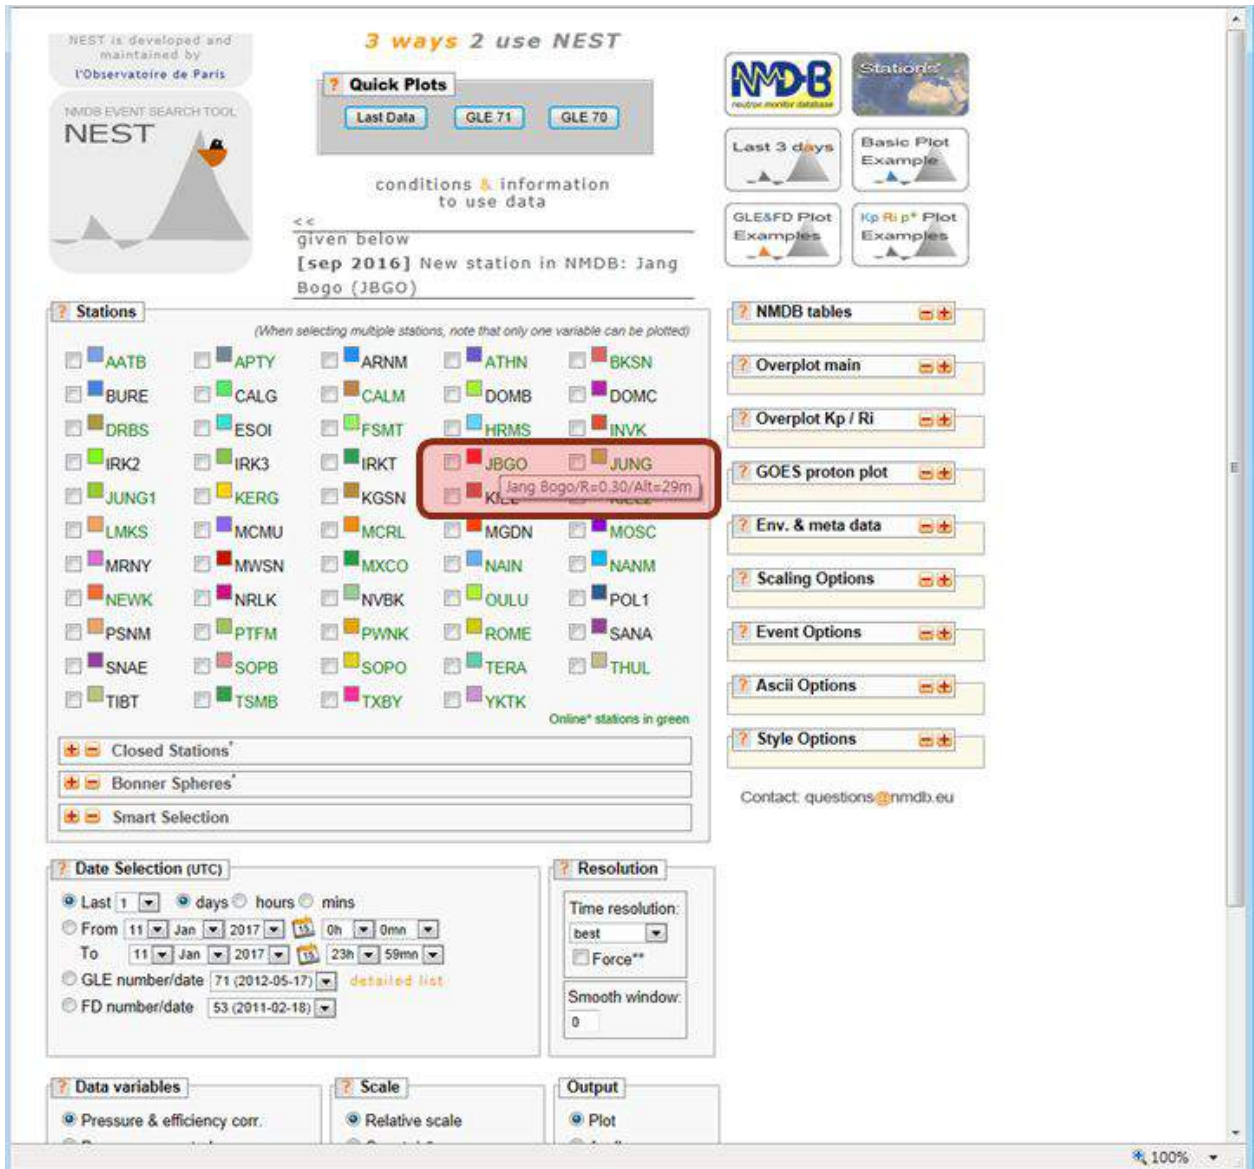 NEST is developed and
maintained by
l'Observatoire de Paris
NMDB EVENT SEARCH TOOL
NEST
3 ways 2 use NEST
? Quick Plots
Last Data GLE 71 GLE 70
conditions & information
to use data
<<
given below
[sep 2016] New station in NMDB: Jang
Bogo (JBGO)
NMDB
neutron monitor database
Stations
Last 3 days
Basic Plot
Example
GLE&FD Plot
Examples
Kp Ri p+ Plot
Examples
? Stations
(When selecting multiple stations, note that only one variable can be plotted)
AATB APTY ARNM ATHN BKSN
BURE CALG CALM DOMB DOMC
DRBS ESOI FSMT HRMS INVK
IRK2 IRK3 IRKT JBGO JUNG
Jang Bogo/R=0.30/Alt=29m
JUNG1 KERG KGSN KIEL KIEL2
LMKS MCMU MCRL MGDN MOSC
MRNY MWSN MXCO NAIN NANM
NEWK NRLK NVBK OULU POL1
PSNM PTFM PWNK ROME SANA
SNAE SOPB SOPO TERA THUL
TIBT TSMB TXBY YKTK
Online* stations in green
Closed Stations*
Bonner Spheres*
Smart Selection
? NMDB tables
? Overplot main
? Overplot Kp / Ri
? GOES proton plot
? Env. & meta data
? Scaling Options
? Event Options
? Ascii Options
? Style Options
Contact: questions@nmdb.eu
? Date Selection (UTC)
Last 1 days hours mins
From 11 Jan 2017 15 0h 0mn
To 11 Jan 2017 15 23h 59mn
GLE number/date 71 (2012-05-17) detailed list
FD number/date 53 (2011-02-18)
? Resolution
Time resolution:
best
Force**
Smooth window:
0
? Data variables
Pressure & efficiency corr.
? Scale
Relative scale
Output
Plot
100%